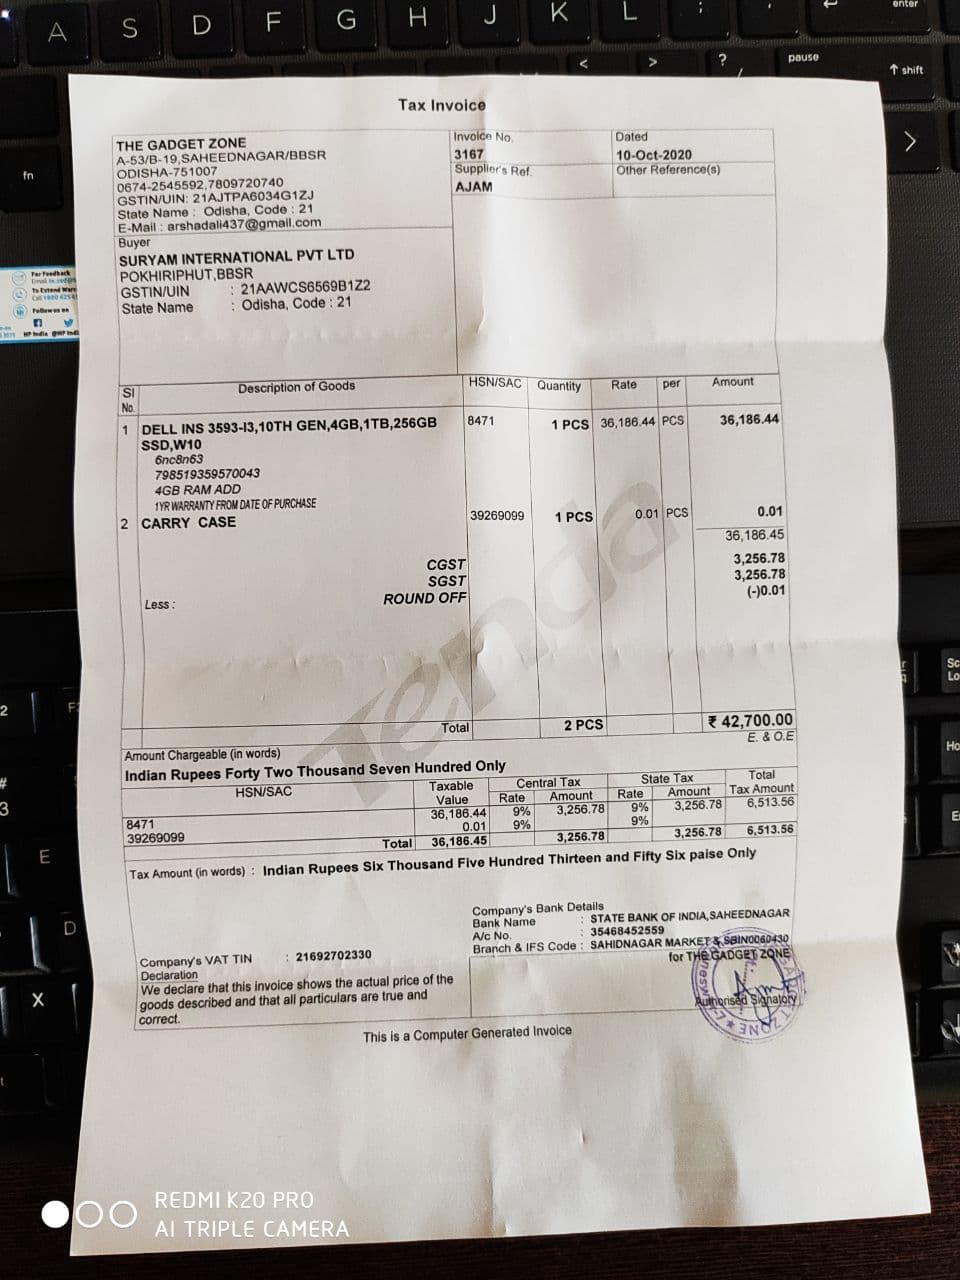 A S D F G H J K L ; ' enter
< > ? / pause ↑ shift
fn
For Feedback
To Extend Warr
Follow us on
HP India @HP Ind
Tax Invoice
THE GADGET ZONE
A-53/B-19,SAHEEDNAGAR/BBSR
ODISHA-751007
0674-2545592,7809720740
GSTIN/UIN: 21AJTPA6034G1ZJ
State Name : Odisha, Code : 21
E-Mail : arshadali437@gmail.com
Invoice No. Dated
3167 10-Oct-2020
Supplier's Ref. Other Reference(s)
AJAM
Buyer
SURYAM INTERNATIONAL PVT LTD
POKHIRIPHUT,BBSR
GSTIN/UIN : 21AAWCS6569B1Z2
State Name : Odisha, Code : 21
Sl No. Description of Goods HSN/SAC Quantity Rate per Amount
1 DELL INS 3593-I3,10TH GEN,4GB,1TB,256GB 8471 1 PCS 36,186.44 PCS 36,186.44
SSD,W10
6nc8n63
798519359570043
4GB RAM ADD
1YR WARRANTY FROM DATE OF PURCHASE
2 CARRY CASE 39269099 1 PCS 0.01 PCS 0.01
36,186.45
CGST 3,256.78
SGST 3,256.78
Less : ROUND OFF (-)0.01
Tenda
Total 2 PCS ₹ 42,700.00
Amount Chargeable (in words) E. & O.E
Indian Rupees Forty Two Thousand Seven Hundred Only
HSN/SAC Taxable Central Tax State Tax Total
Value Rate Amount Rate Amount Tax Amount
8471 36,186.44 9% 3,256.78 9% 3,256.78 6,513.56
39269099 0.01 9% 9%
Total 36,186.45 3,256.78 3,256.78 6,513.56
Tax Amount (in words) : Indian Rupees Six Thousand Five Hundred Thirteen and Fifty Six paise Only
Company's Bank Details
Bank Name : STATE BANK OF INDIA,SAHEEDNAGAR
A/c No. : 35468452559
Branch & IFS Code : SAHIDNAGAR MARKET & SBIN0060430
Company's VAT TIN : 21692702330
for THE GADGET ZONE
Declaration
We declare that this invoice shows the actual price of the
goods described and that all particulars are true and
correct.
Authorised Signatory
This is a Computer Generated Invoice
REDMI K20 PRO
AI TRIPLE CAMERA